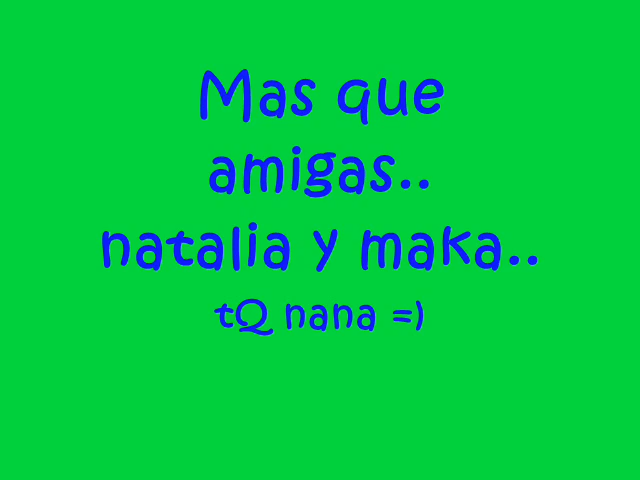 Mas que
amigas..
natalia y maka..
tQ nana =)